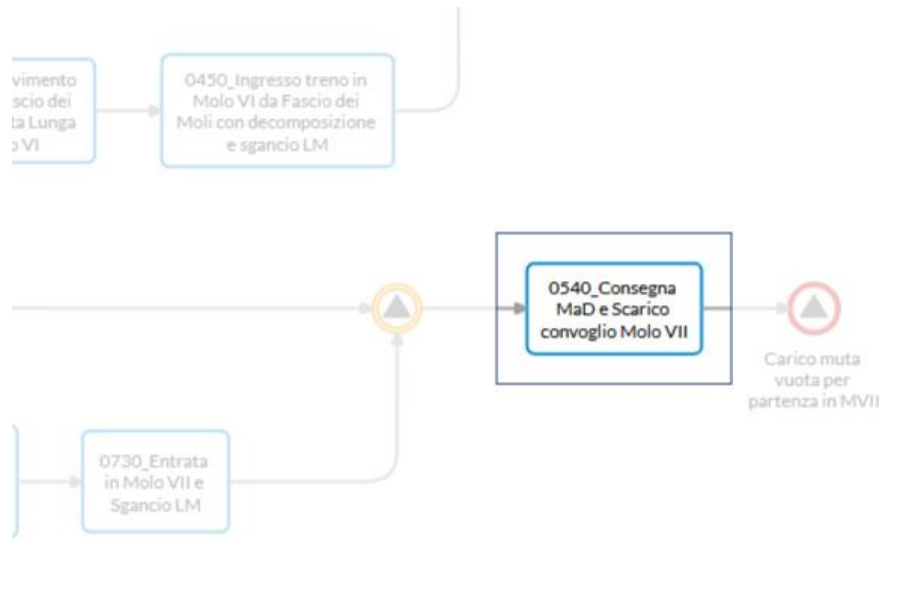 vimento
scio dei
ta Lunga
o VI
0450_Ingresso treno in
Molo VI da Fascio dei
Moli con decomposizione
e sgancio LM
0540_Consegna
MaD e Scarico
convoglio Molo VII
Carico muta
vuota per
partenza in MVII
0730_Entrata
in Molo VII e
Sgancio LM